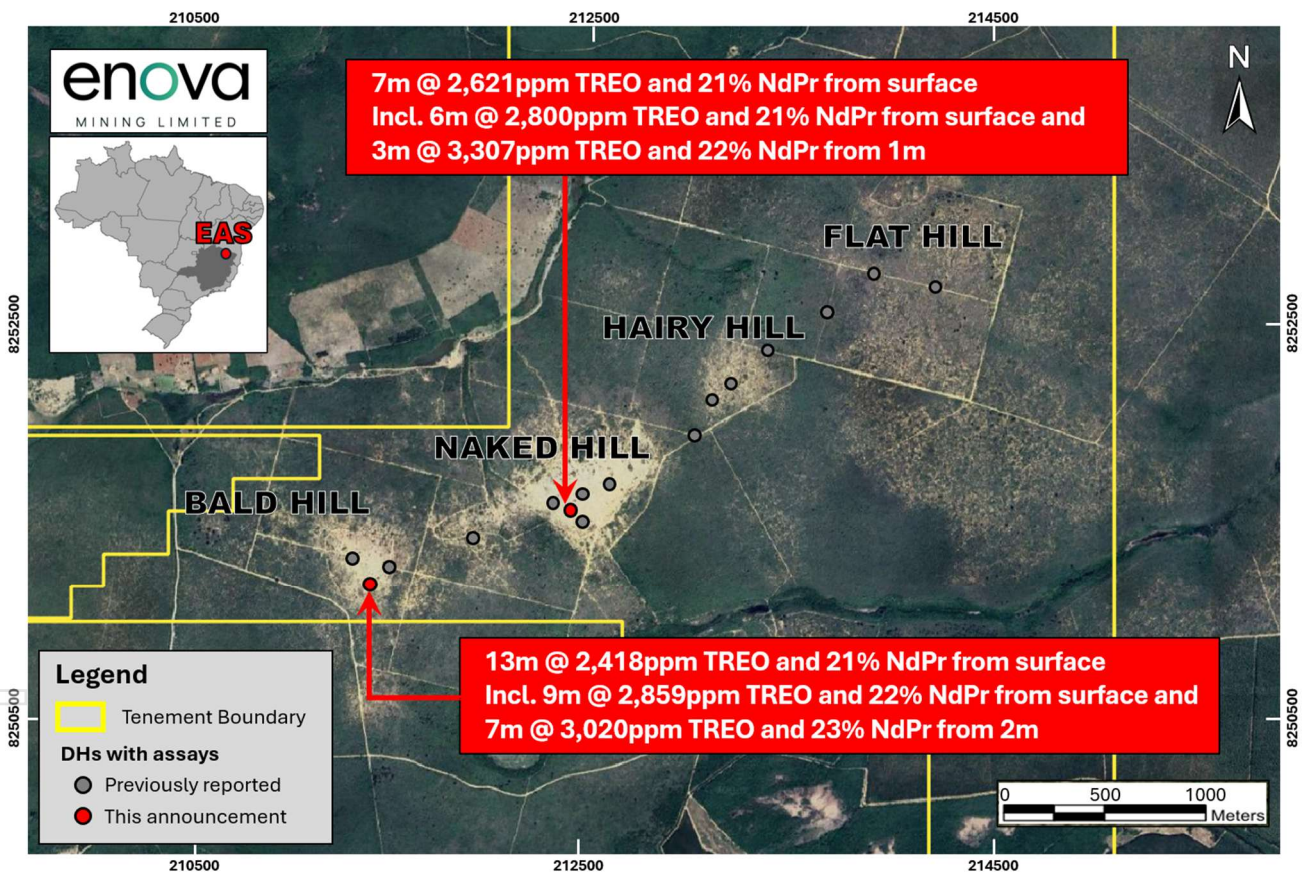 210500
212500
214500
enova
MINING LIMITED
EAS
7m @ 2,621ppm TREO and 21% NdPr from surface
Incl. 6m @ 2,800ppm TREO and 21% NdPr from surface and
3m @ 3,307ppm TREO and 22% NdPr from 1m
N
FLAT HILL
HAIRY HILL
8252500
8252500
NAKED HILL
BALD HILL
13m @ 2,418ppm TREO and 21% NdPr from surface
Incl. 9m @ 2,859ppm TREO and 22% NdPr from surface and
7m @ 3,020ppm TREO and 23% NdPr from 2m
Legend
Tenement Boundary
DHs with assays
Previously reported
This announcement
8250500
8250500
0 500 1000
Meters
210500
212500
214500